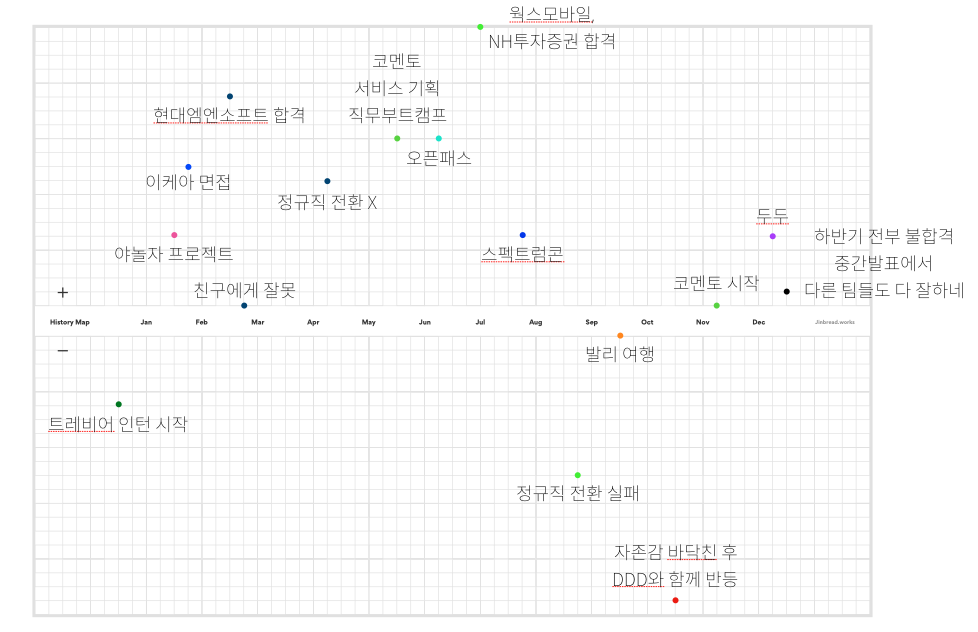 웍스모바일,
NH투자증권 합격
코멘토
서비스 기획
직무부트캠프
현대엠엔소프트 합격
오픈패스
이케아 면접
정규직 전환 X
두두
야놀자 프로젝트
스펙트럼콘
하반기 전부 불합격
중간발표에서
다른 팀들도 다 잘하네
코멘토 시작
친구에게 잘못
+
History Map Jan Feb Mar Apr May Jun Jul Aug Sep Oct Nov Dec Jinbread.works
−
발리 여행
트레비어 인턴 시작
정규직 전환 실패
자존감 바닥친 후
DDD와 함께 반등